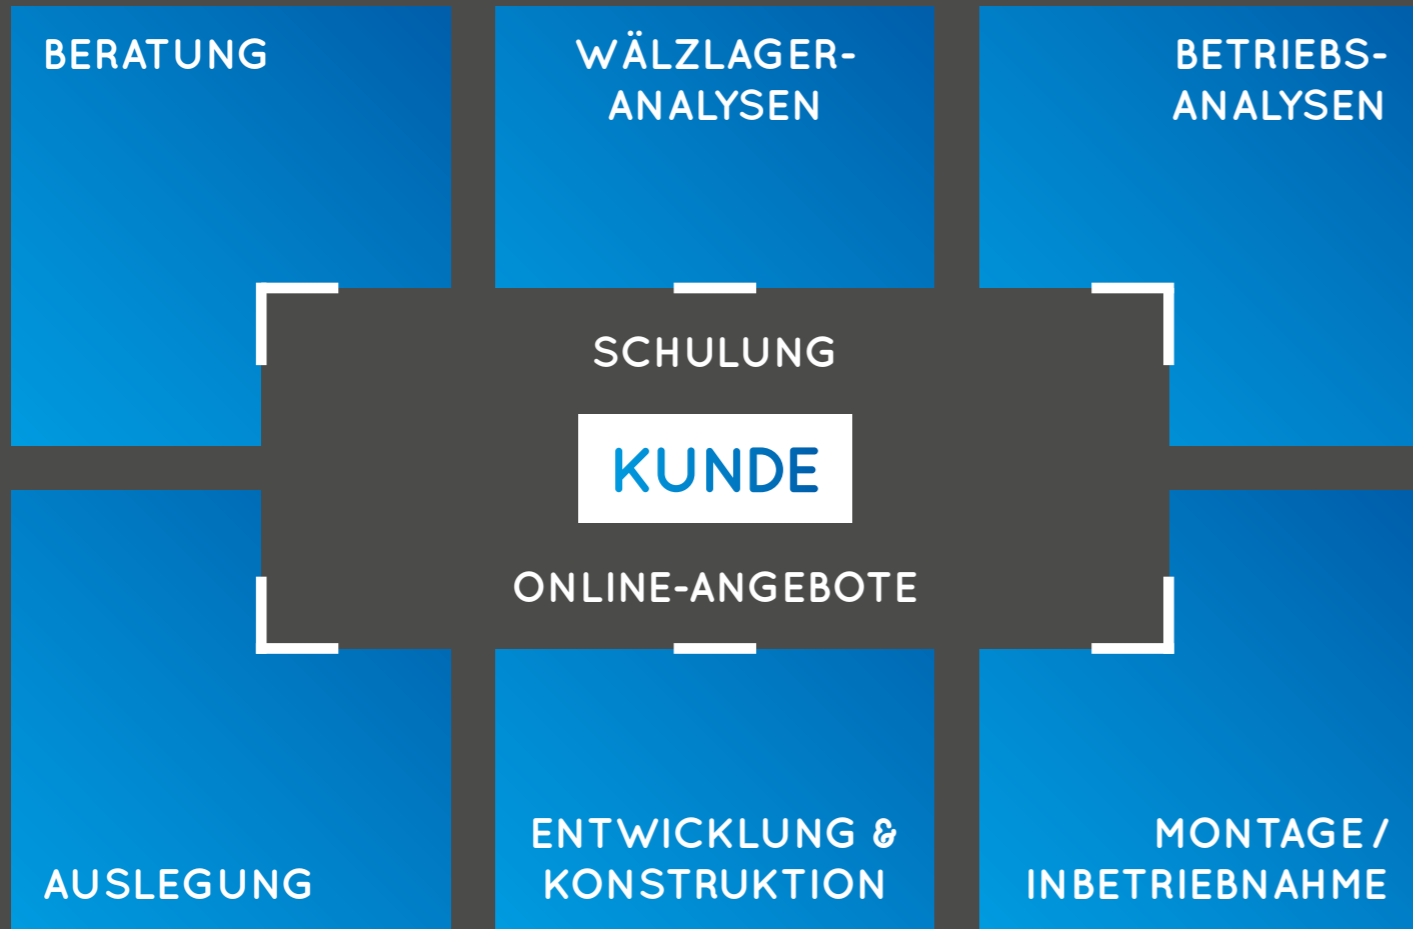 BERATUNG
WÄLZLAGER-
ANALYSEN
BETRIEBS-
ANALYSEN
SCHULUNG
KUNDE
ONLINE-ANGEBOTE
AUSLEGUNG
ENTWICKLUNG &
KONSTRUKTION
MONTAGE /
INBETRIEBNAHME